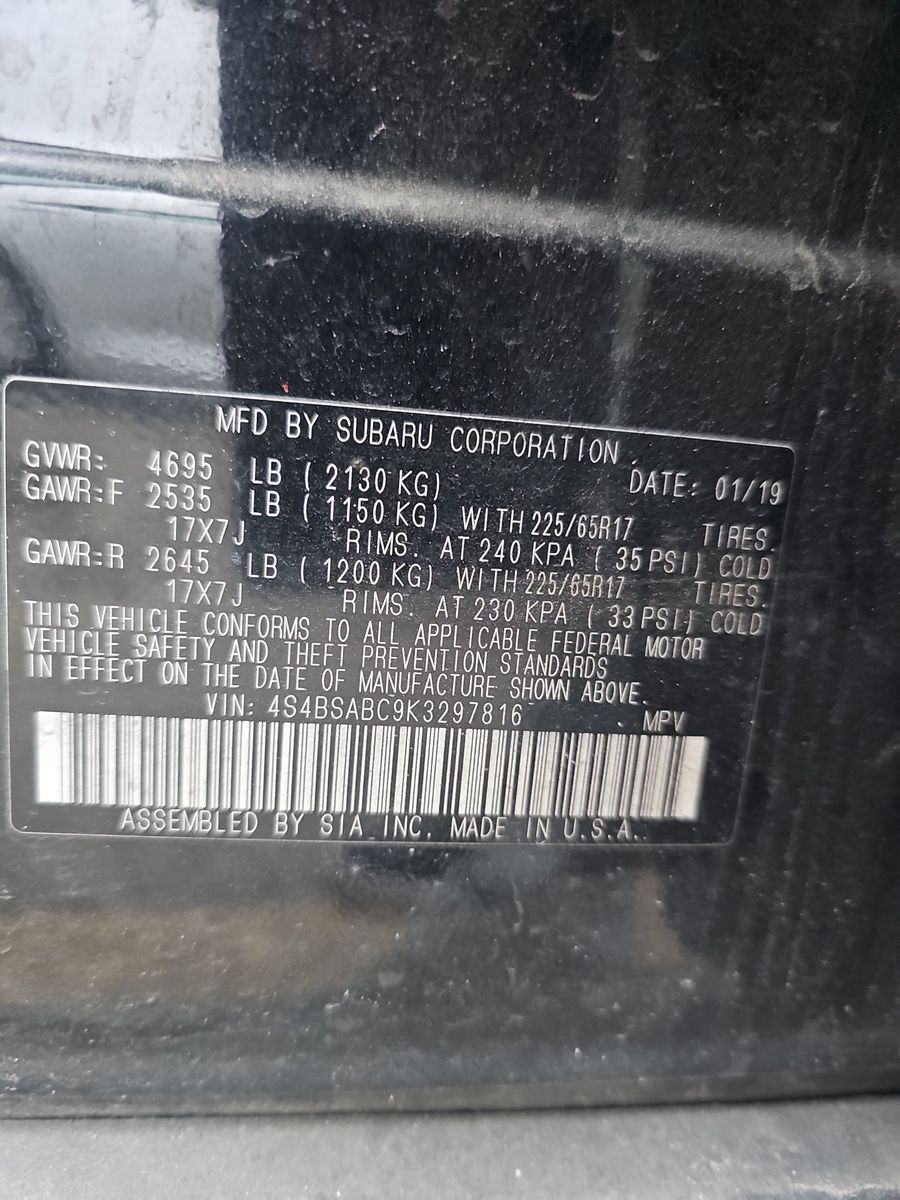 MFD BY SUBARU CORPORATION
GVWR: 4695 LB ( 2130 KG) DATE: 01/19
GAWR:F 2535 LB ( 1150 KG) WITH 225/65R17 TIRES.
17X7J RIMS. AT 240 KPA ( 35 PSI) COLD
GAWR:R 2645 LB ( 1200 KG) WITH 225/65R17 TIRES.
17X7J RIMS. AT 230 KPA ( 33 PSI) COLD
THIS VEHICLE CONFORMS TO ALL APPLICABLE FEDERAL MOTOR
VEHICLE SAFETY AND THEFT PREVENTION STANDARDS
IN EFFECT ON THE DATE OF MANUFACTURE SHOWN ABOVE.
VIN: 4S4BSABC9K3297816 MPV
ASSEMBLED BY SIA INC. MADE IN U.S.A.